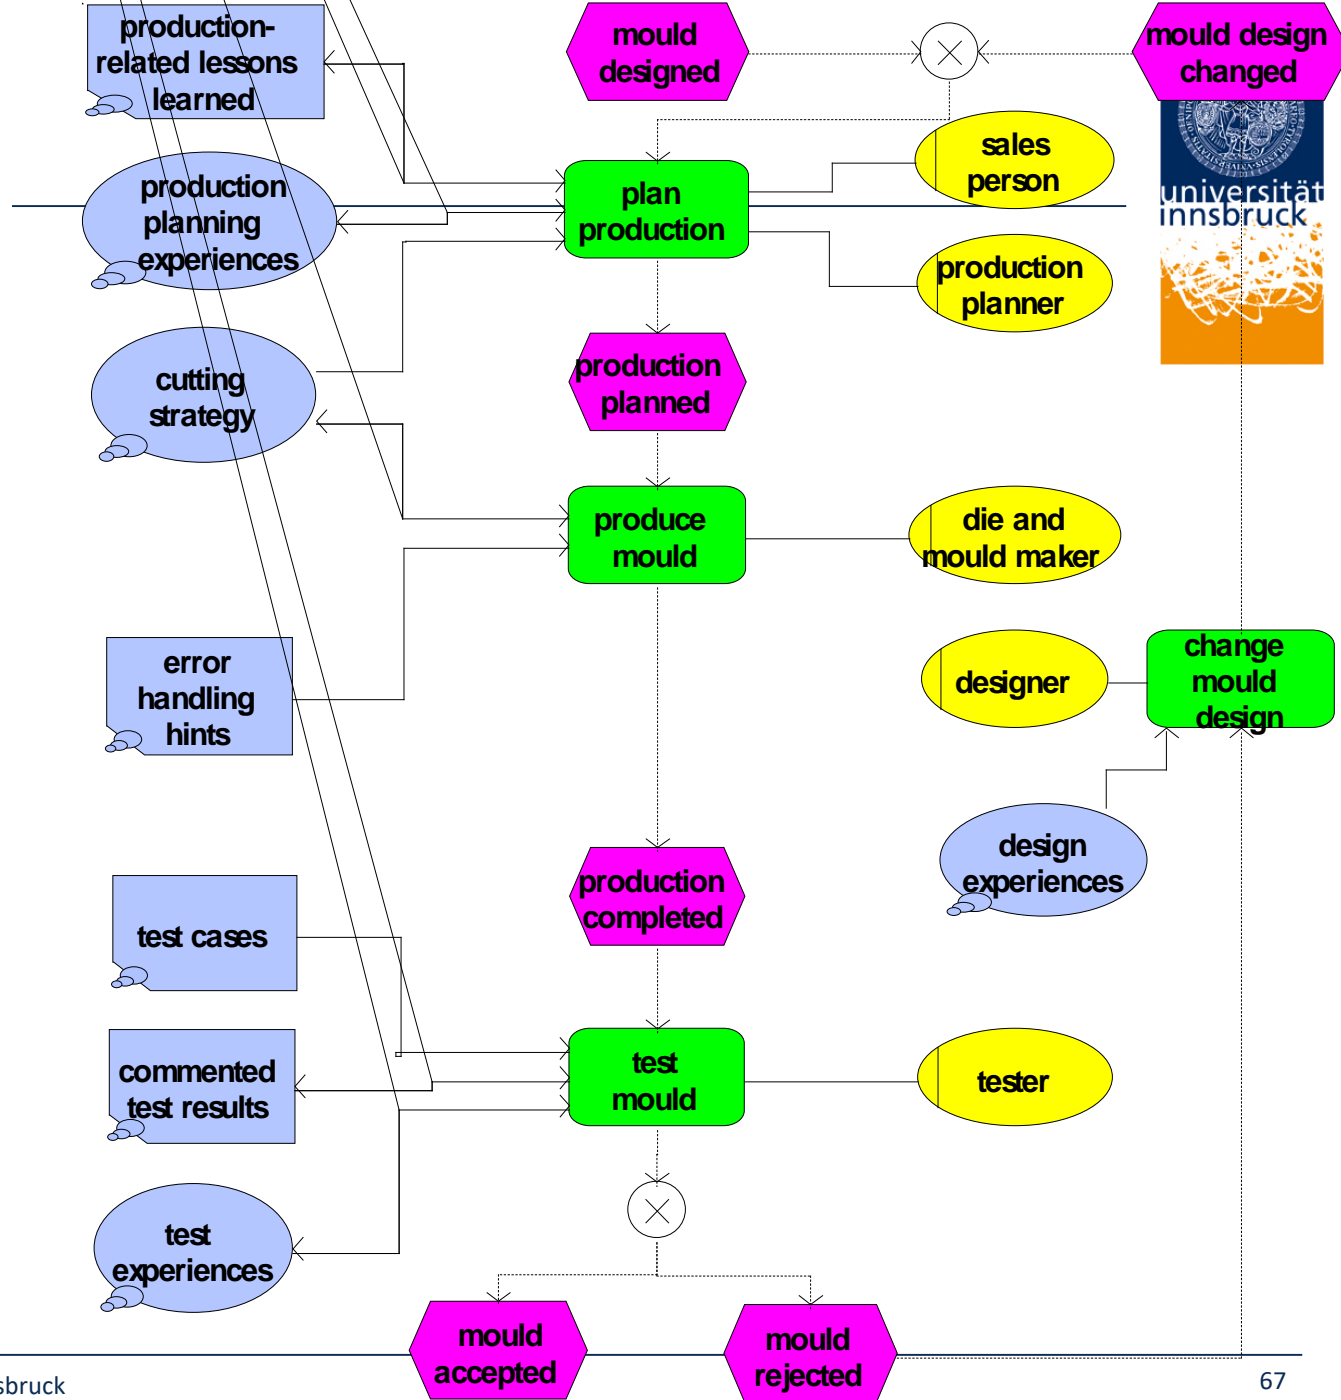 production-
related lessons
learned
mould
designed
mould design
changed
sales
person
universität
innsbruck
production
planning
experiences
plan
production
production
planner
cutting
strategy
production
planned
produce
mould
die and
mould maker
error
handling
hints
designer
change
mould
design
design
experiences
production
completed
test cases
commented
test results
test
mould
tester
test
experiences
mould
accepted
mould
rejected
sbruck
67